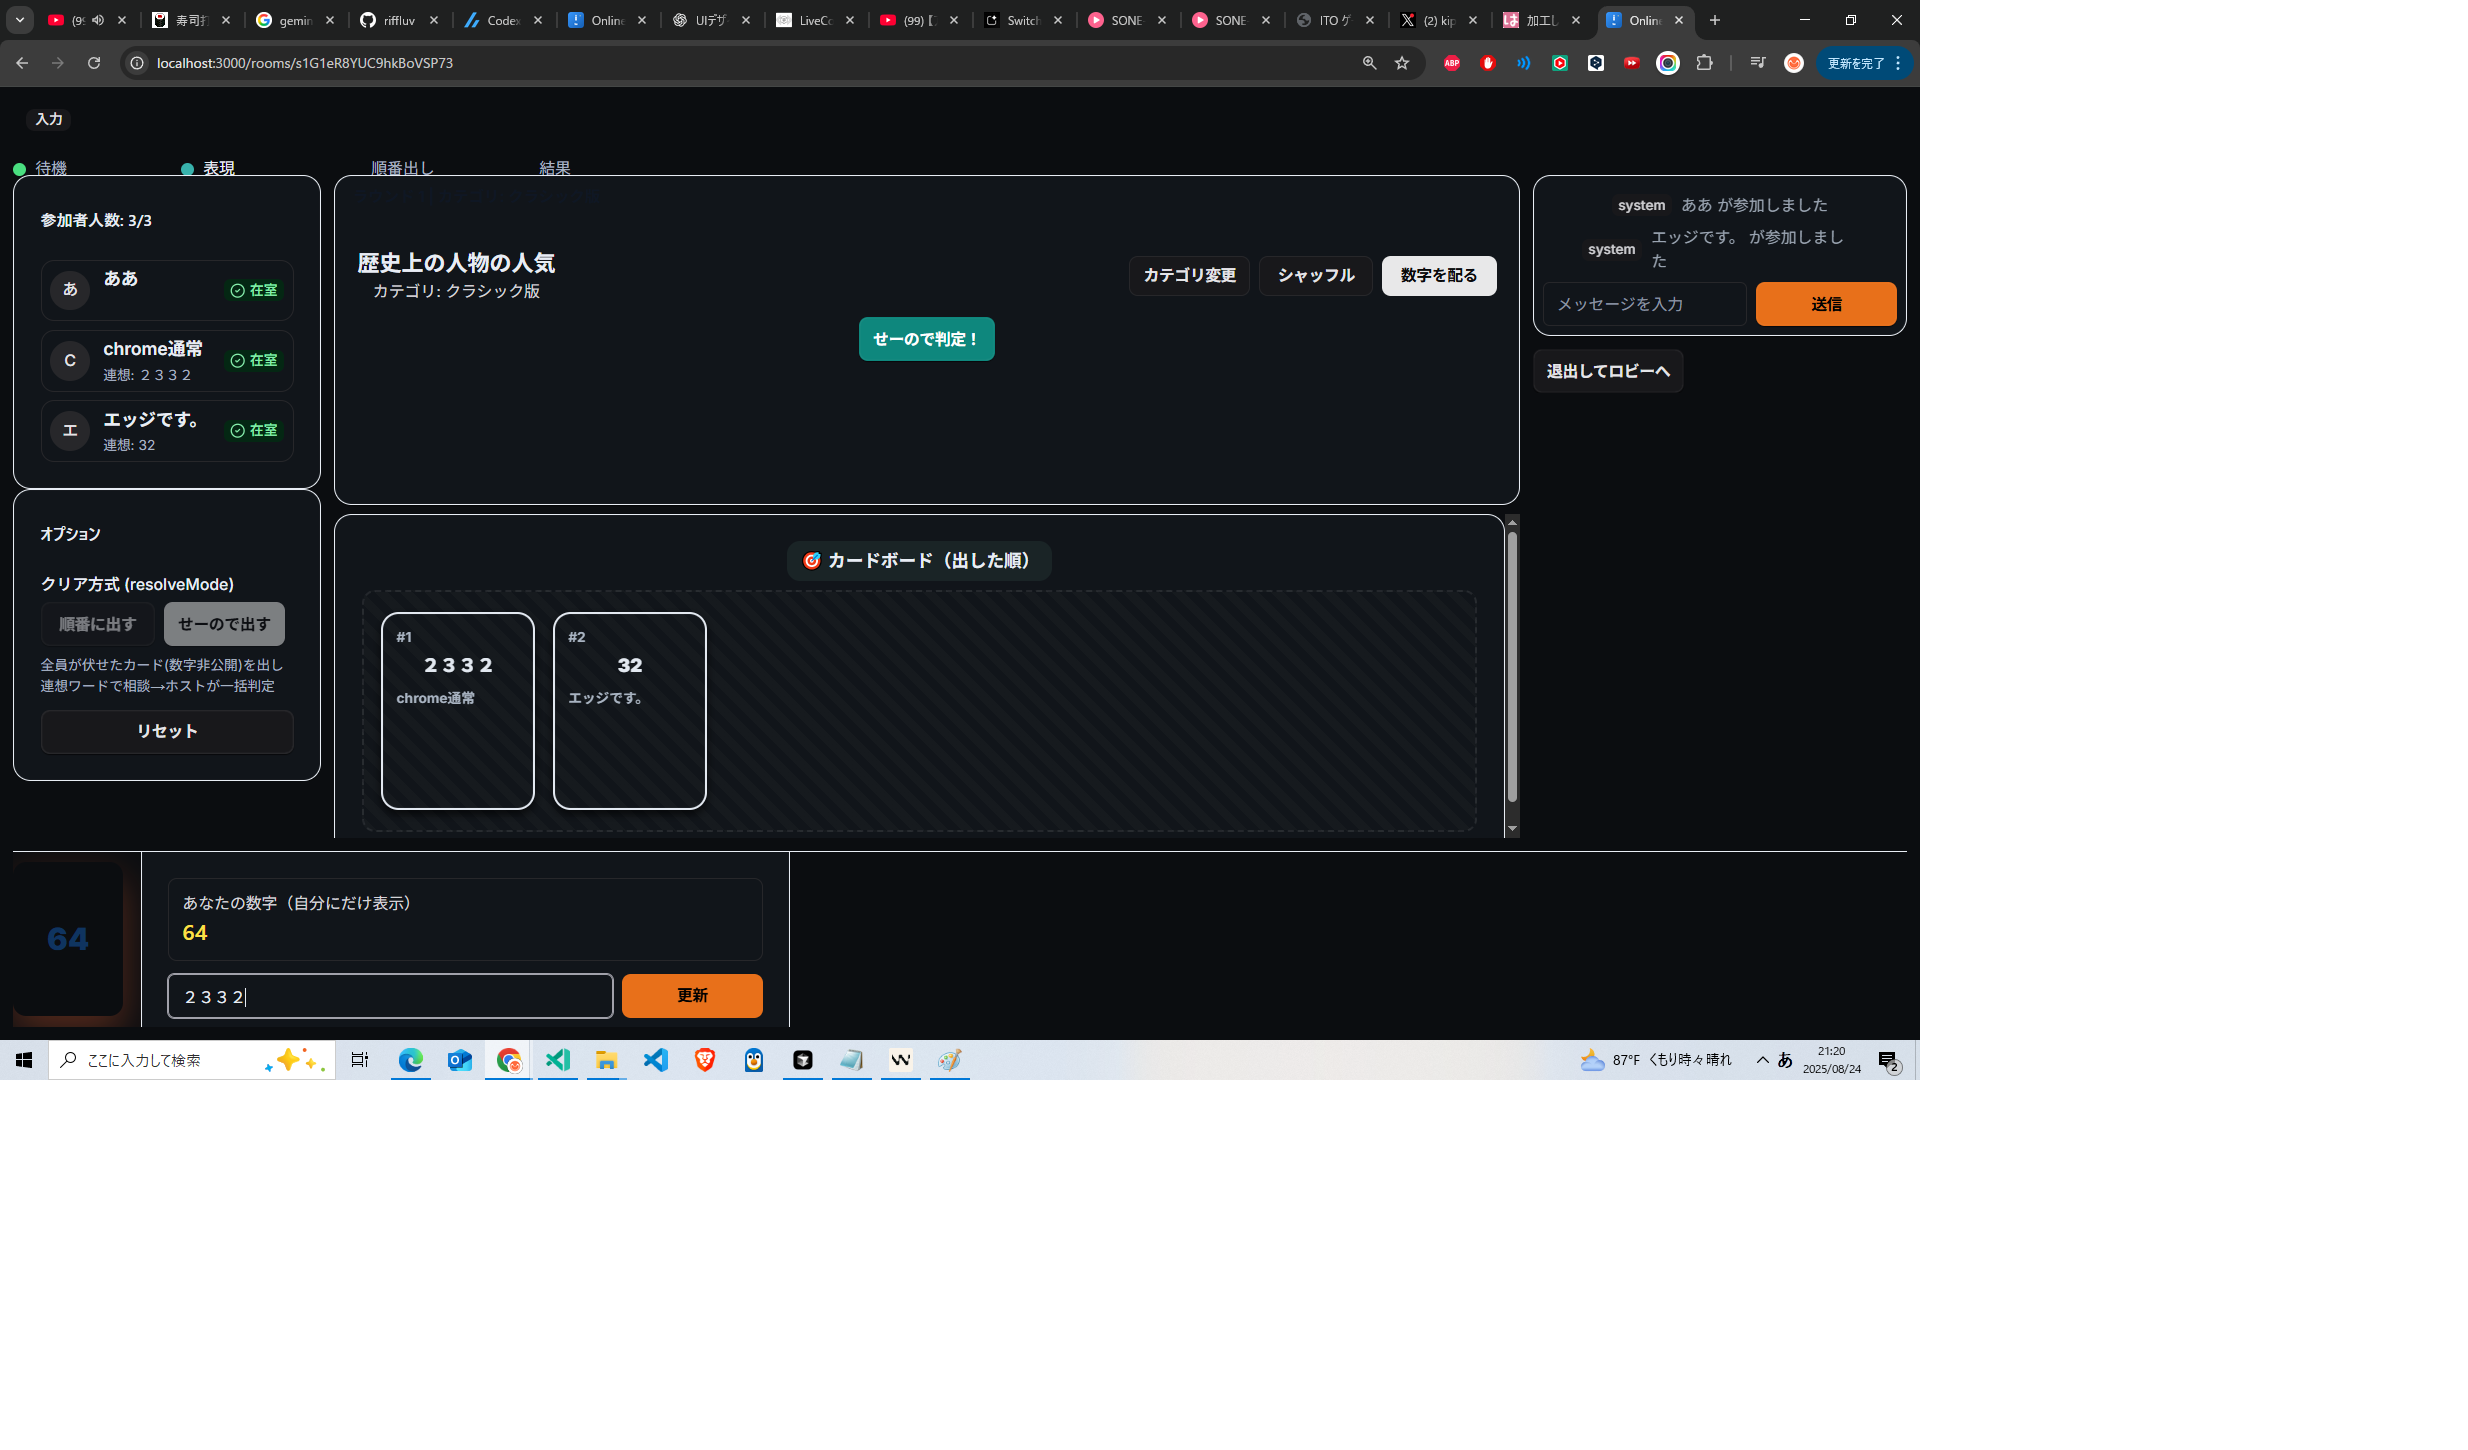 (99
寿司打
gemin
riffluv
Codex
Online
UIデザ
LiveCo
(99)【
Switch
SONE
SONE
ITO ゲ
(2) kip
加工し
Online
localhost:3000/rooms/s1G1eR8YUC9hkBoVSP73
ABP
更新を完了
入力
待機
表現
順番出し
結果
参加者人数: 3/3
あ
ああ
在室
C
chrome通常
連想: ２３３２
在室
エ
エッジです。
連想: 32
在室
オプション
クリア方式 (resolveMode)
順番に出す
せーので出す
全員が伏せたカード(数字非公開)を出し
連想ワードで相談→ホストが一括判定
リセット
歴史上の人物の人気
カテゴリ: クラシック版
カテゴリ変更
シャッフル
数字を配る
せーので判定！
🎯 カードボード（出した順）
#1
２３３２
chrome通常
#2
32
エッジです。
system ああ が参加しました
system エッジです。 が参加しまし
た
メッセージを入力
送信
退出してロビーへ
64
あなたの数字（自分にだけ表示）
64
２３３２
更新
ここに入力して検索
87°F くもり時々晴れ
あ
21:20
2025/08/24
2